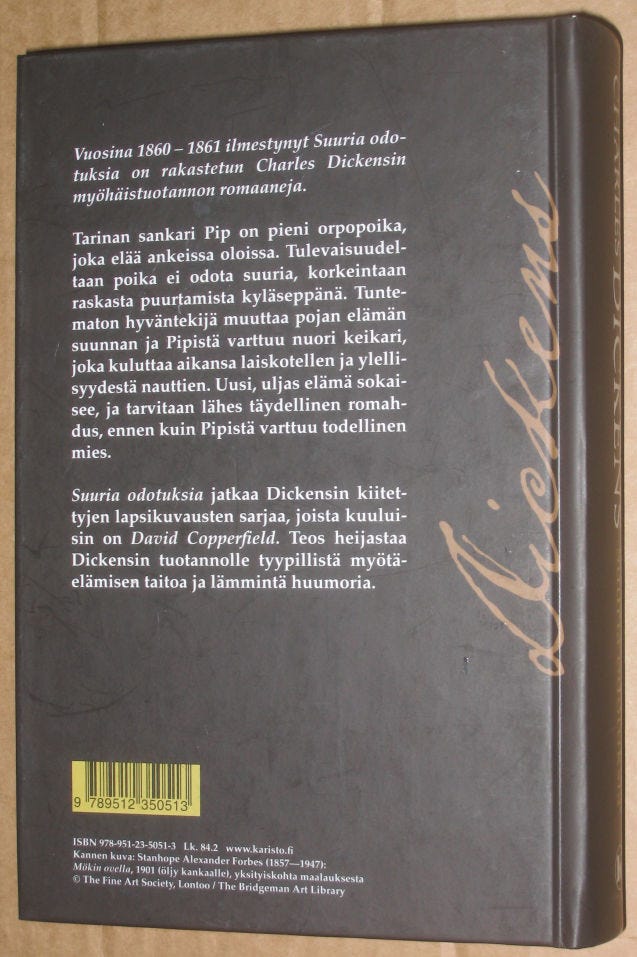 Vuosina 1860 – 1861 ilmestynyt Suuria odo-
tuksia on rakastetun Charles Dickensin
myöhäistuotannon romaaneja.
Tarinan sankari Pip on pieni orpopoika,
joka elää ankeissa oloissa. Tulevaisuudel-
taan poika ei odota suuria, korkeintaan
raskasta puurtamista kyläseppänä. Tunte-
maton hyväntekijä muuttaa pojan elämän
suunnan ja Pipistä varttuu nuori keikari,
joka kuluttaa aikansa laiskotellen ja ylelli-
syydestä nauttien. Uusi, uljas elämä sokai-
see, ja tarvitaan lähes täydellinen romah-
dus, ennen kuin Pipistä varttuu todellinen
mies.
Suuria odotuksia jatkaa Dickensin kiitet-
tyjen lapsikuvausten sarjaa, joista kuului-
sin on David Copperfield. Teos heijastaa
Dickensin tuotannolle tyypillistä myötä-
elämisen taitoa ja lämmintä huumoria.
9 789512 350513
ISBN 978-951-23-5051-3 Lk. 84.2 www.karisto.fi
Kannen kuva: Stanhope Alexander Forbes (1857—1947):
Mökin ovella, 1901 (öljy kankaalle), yksityiskohta maalauksesta
© The Fine Art Society, Lontoo / The Bridgeman Art Library
Dickens
CHARLES DICKENS